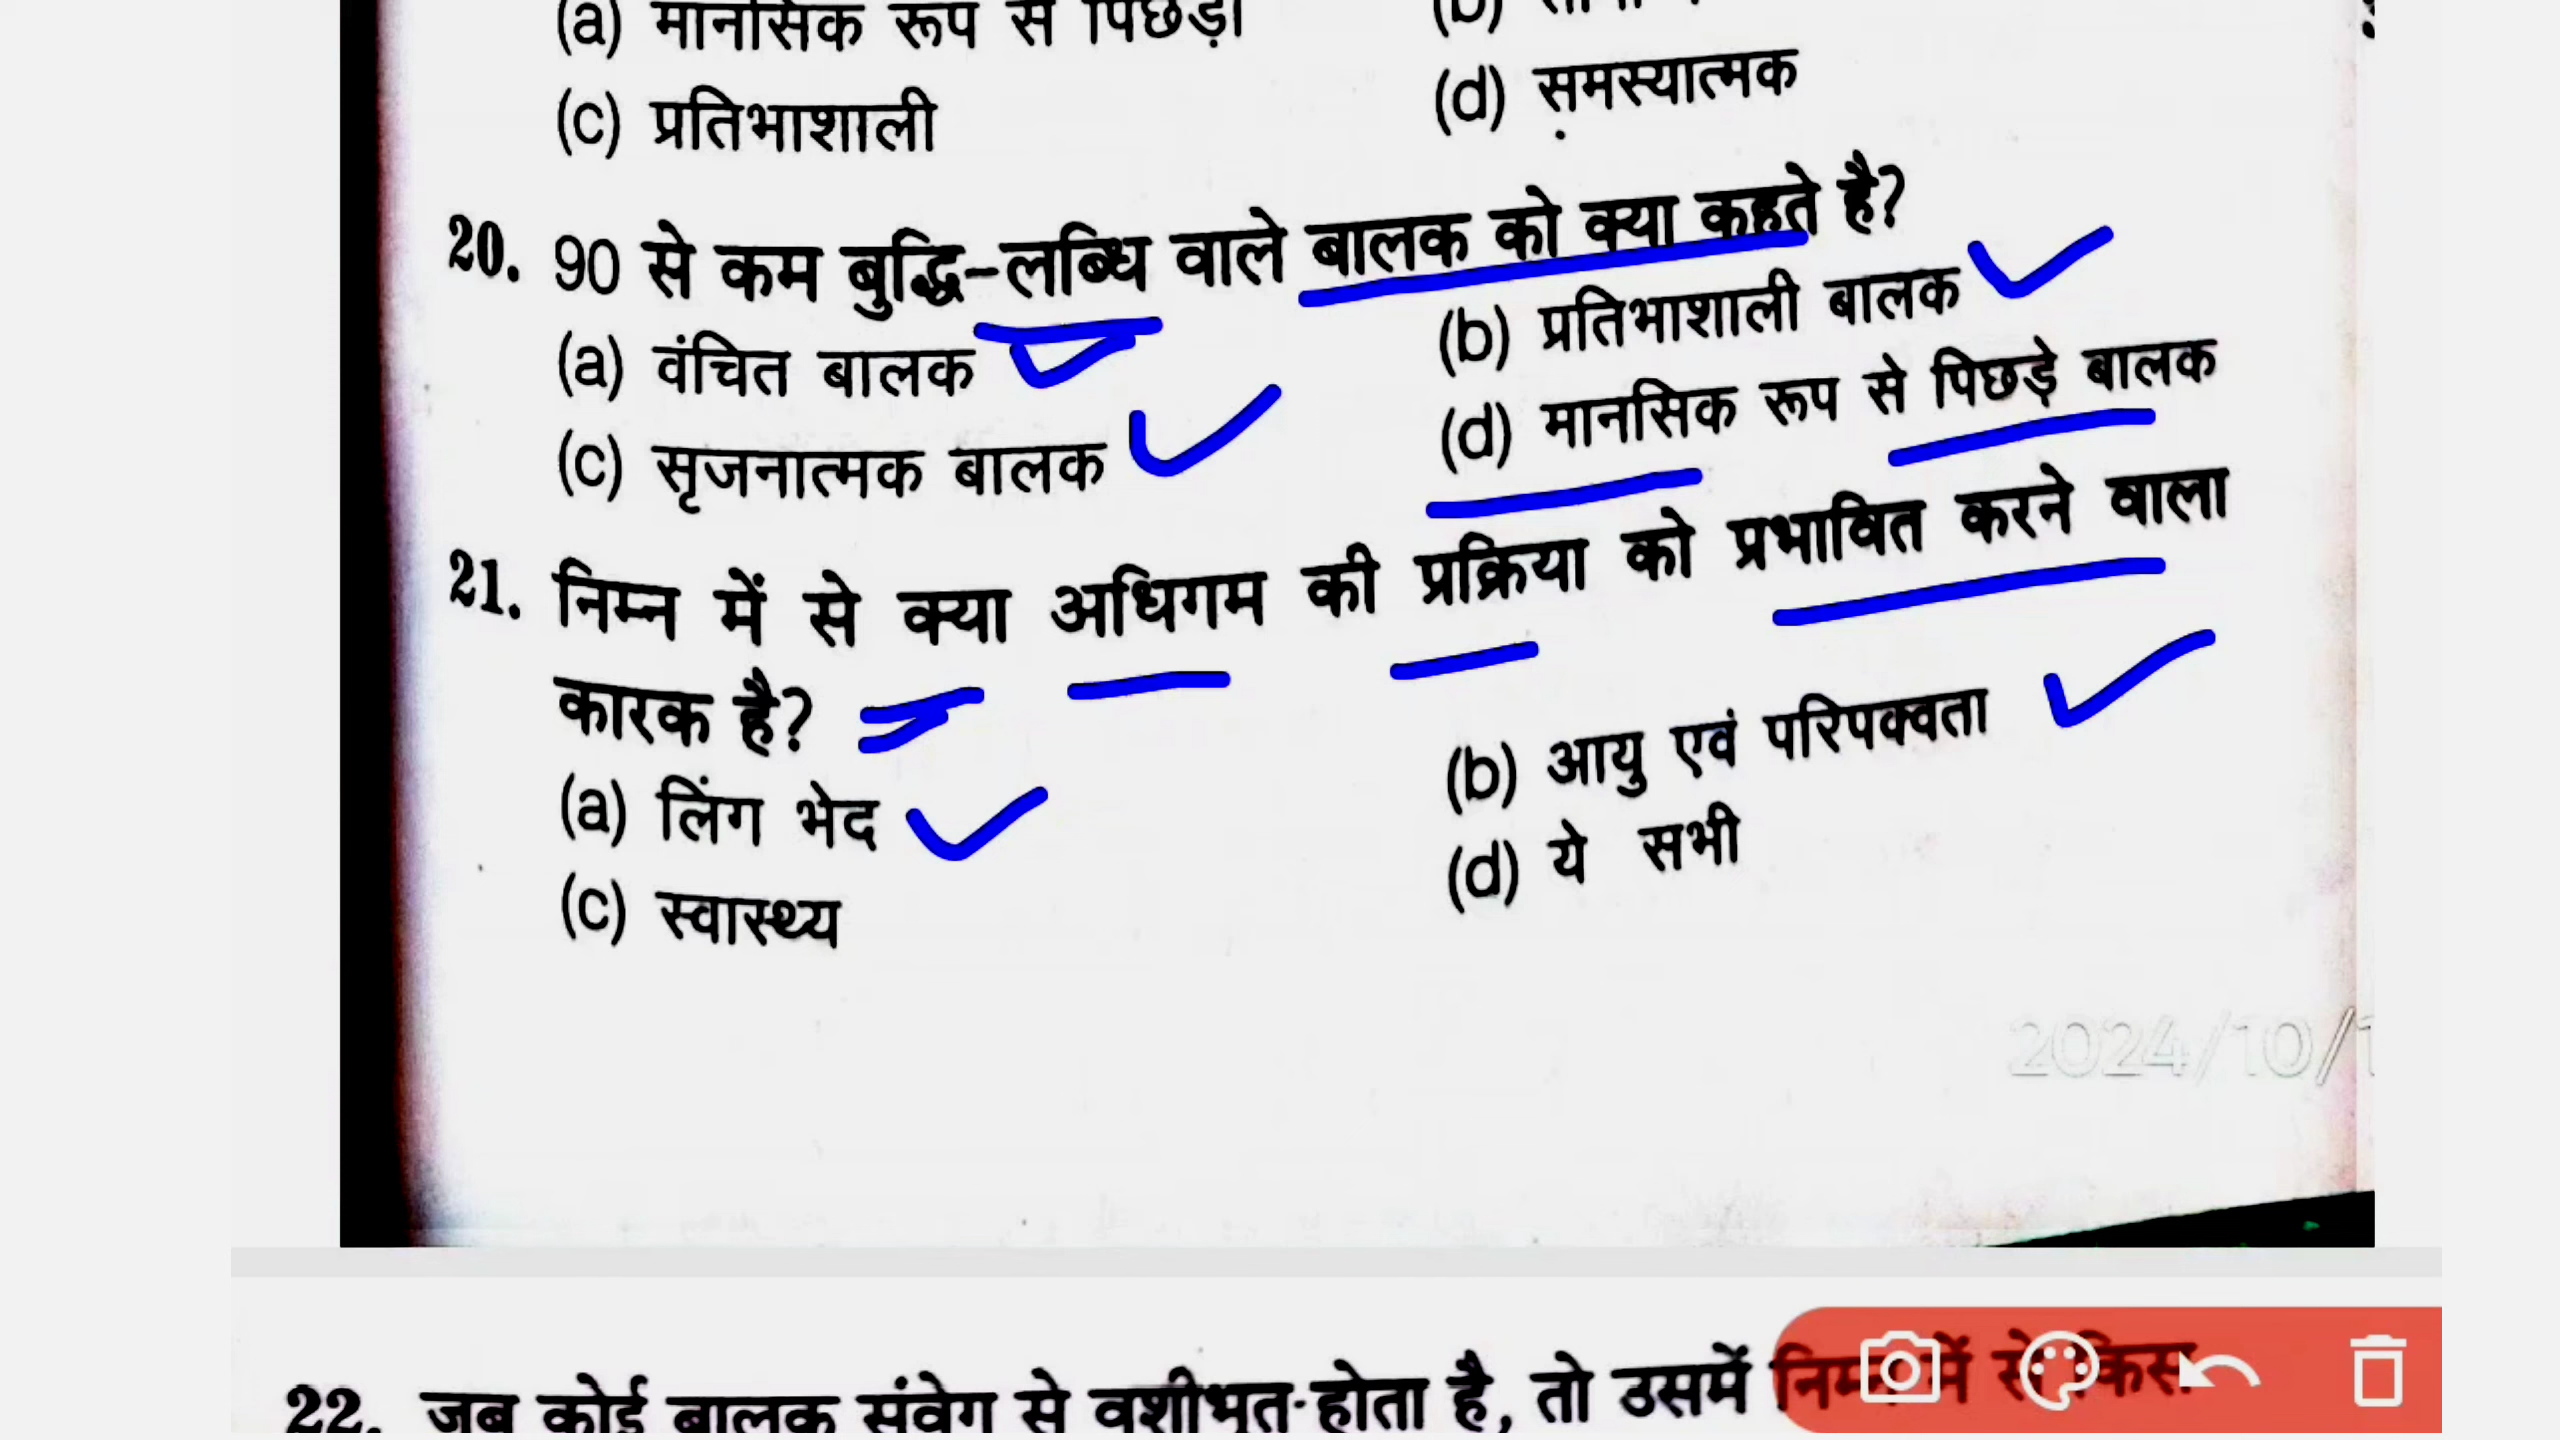 (a) मानसिक रूप से पिछड़ा (b)
(c) प्रतिभाशाली (d) समस्यात्मक
20. 90 से कम बुद्धि-लब्धि वाले बालक को क्या कहते है?
(a) वंचित बालक (b) प्रतिभाशाली बालक
(c) सृजनात्मक बालक (d) मानसिक रूप से पिछड़े बालक
21. निम्न में से क्या अधिगम की प्रक्रिया को प्रभावित करने वाला
कारक है?
(a) लिंग भेद (b) आयु एवं परिपक्वता
(c) स्वास्थ्य (d) ये सभी
2024/10/1
22. जब कोई बालक संवेग से वशीभूत होता है, तो उसमें निम्न में से किस